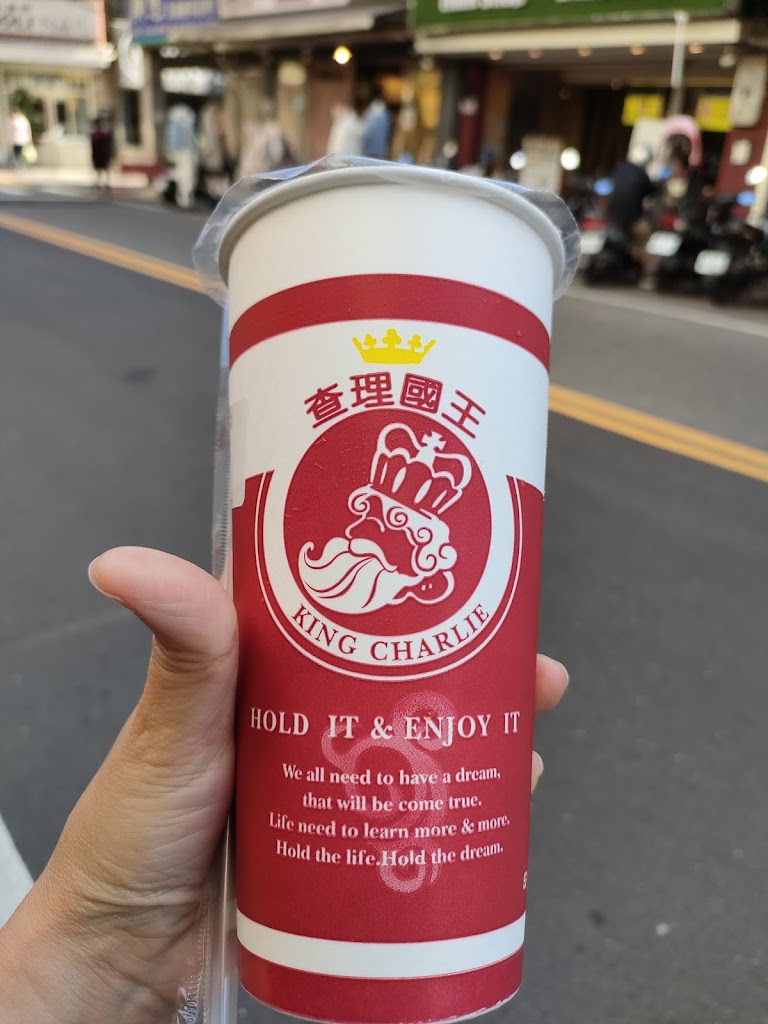 查理國王
KING CHARLIE
HOLD IT & ENJOY IT
We all need to have a dream,
that will be come true.
Life need to learn more & more.
Hold the life.Hold the dream.